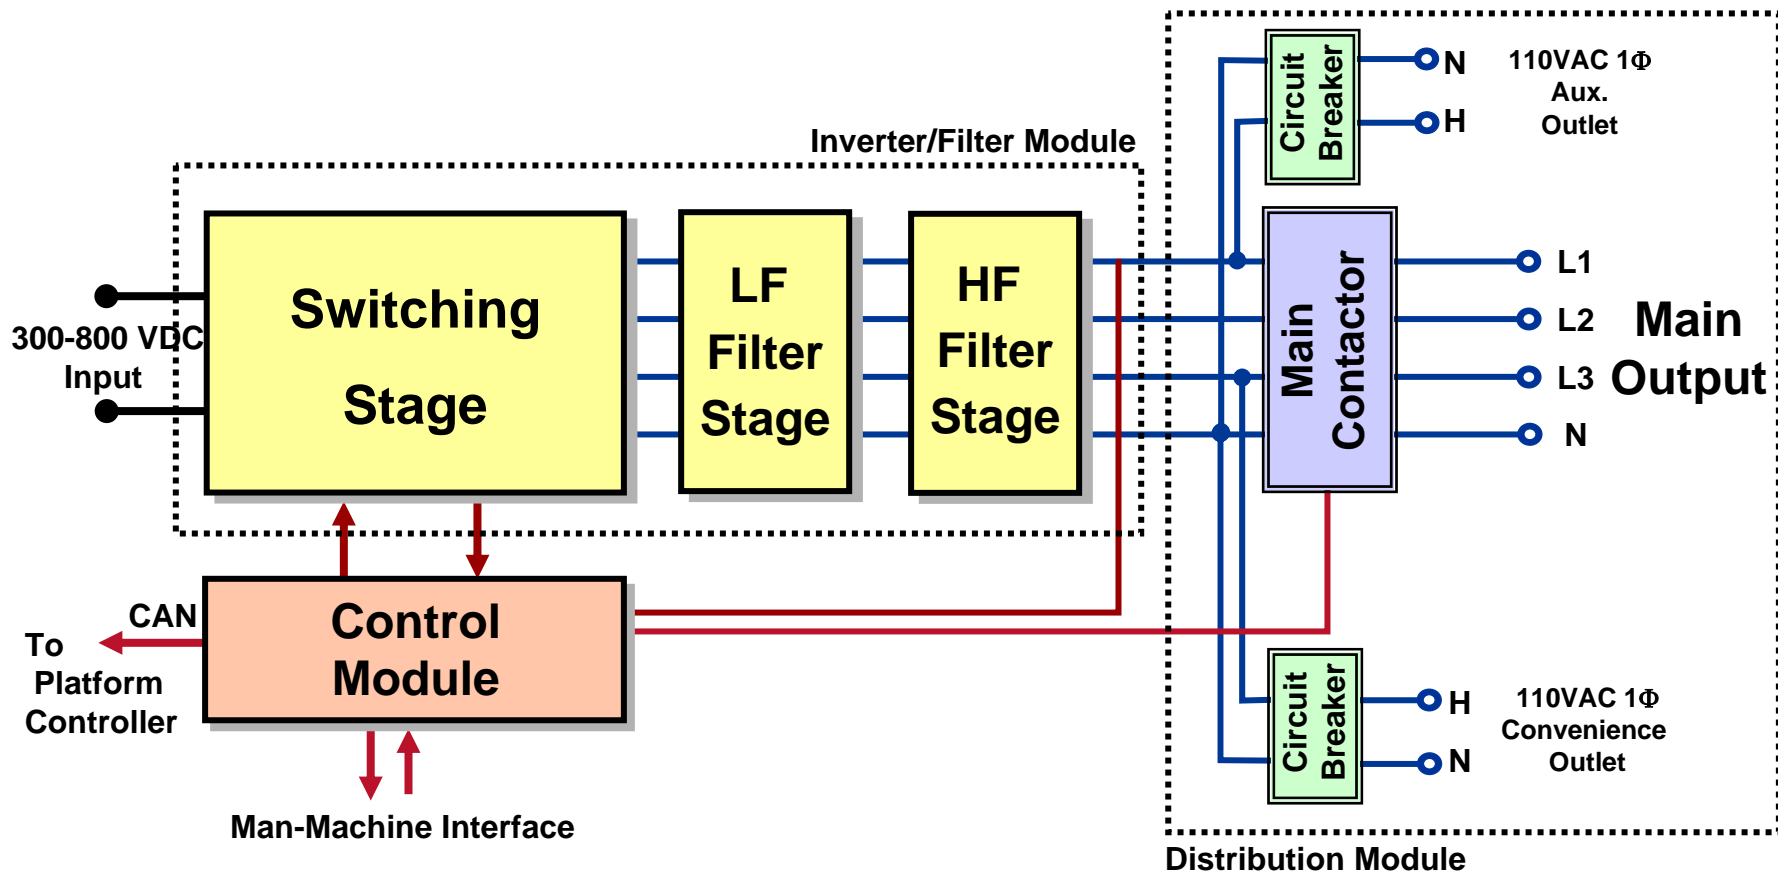 Inverter/Filter Module
Switching
Stage
LF
Filter
Stage
HF
Filter
Stage
300-800 VDC
Input
Circuit
Breaker
N
H
110VAC 1Φ
Aux.
Outlet
Main
Contactor
L1
L2
L3
N
Main
Output
Control
Module
CAN
To
Platform
Controller
Man-Machine Interface
Circuit
Breaker
H
N
110VAC 1Φ
Convenience
Outlet
Distribution Module